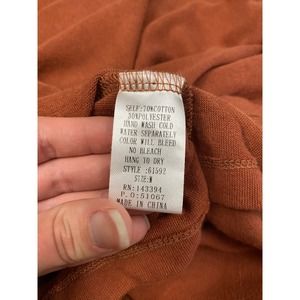 SELF:70%COTTON
30%POLYESTER
HAND WASH COLD
WATER SEPARATELY
COLOR WILL BLEED
NO BLEACH
HANG TO DRY
STYLE :61592
SIZE:M
RN:143394
P.O:51067
MADE IN CHINA